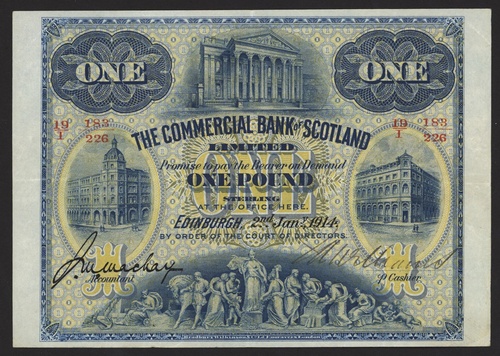 ONE ONE
19/1 183/226 19/1 183/226
THE COMMERCIAL BANK OF SCOTLAND
LIMITED
Promise to pay the Bearer on Demand
ONE POUND
STERLING
AT THE OFFICE HERE.
EDINBURGH, 2nd Jany 1914
BY ORDER OF THE COURT OF DIRECTORS.
J. M. Mackay
Accountant
P Cashier